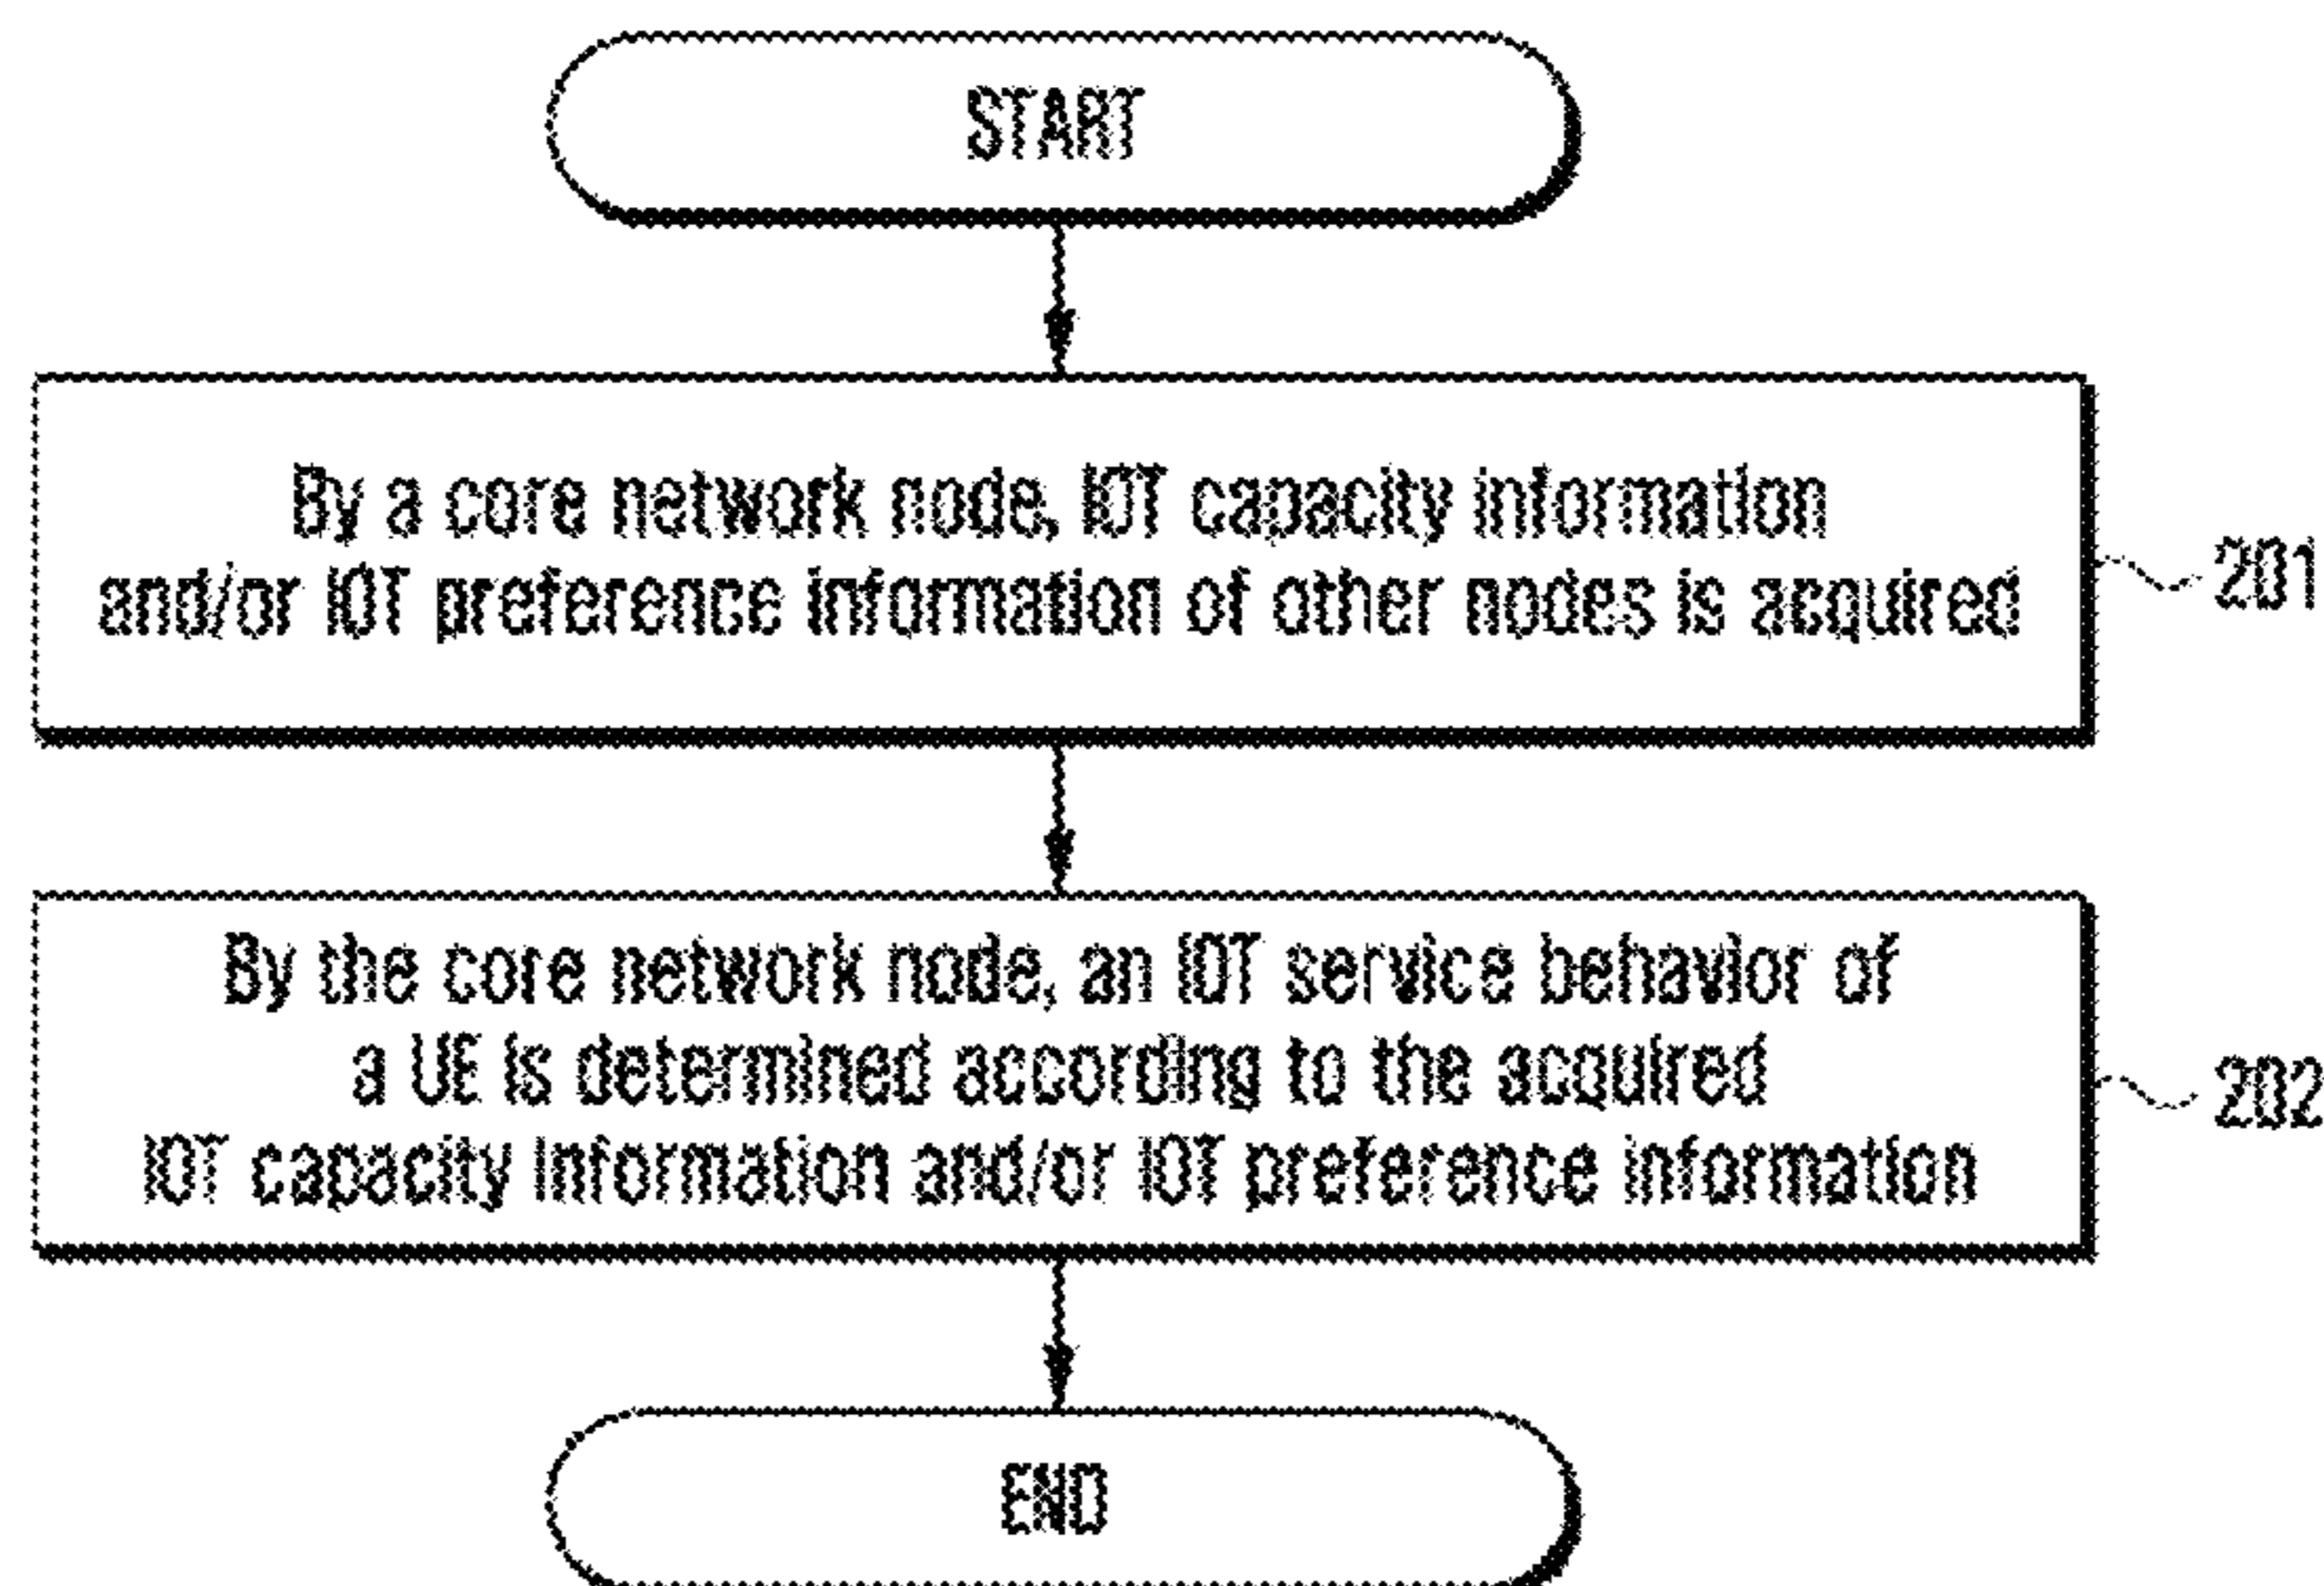 START
By a core network node, IOT capacity information
and/or IOT preference information of other nodes is acquired
201
By the core network node, an IOT service behavior of
a UE is determined according to the acquired
IOT capacity information and/or IOT preference information
202
END